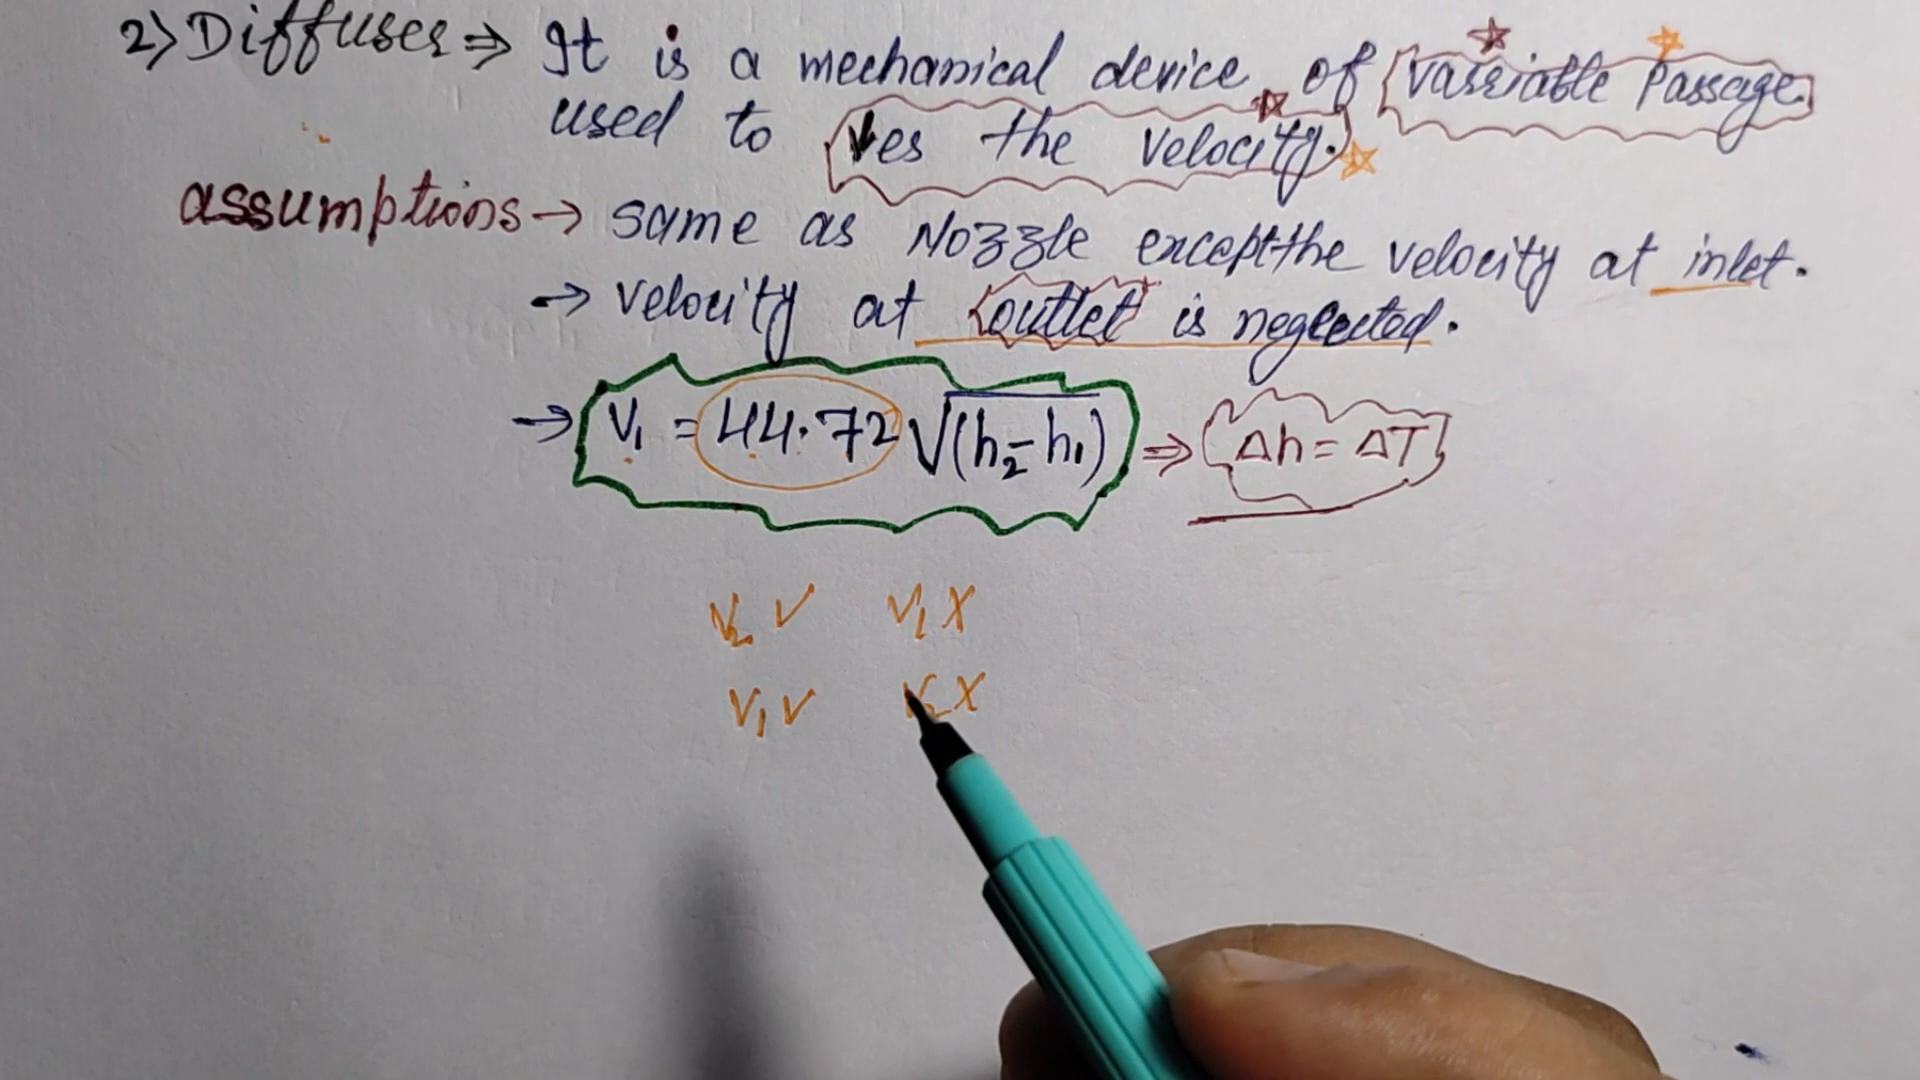 2> Diffuser ⇒ It is a mechanical device of variable Passage.
used to ↓es the velocity.
assumptions → same as Nozzle except the velocity at inlet.
→ velocity at outlet is neglected.
→ V₁ = 44.72 √(h₂-h₁) ⇒ Δh = ΔT
V₂ ✓ V₁ X
V₁ ✓ V₂ X